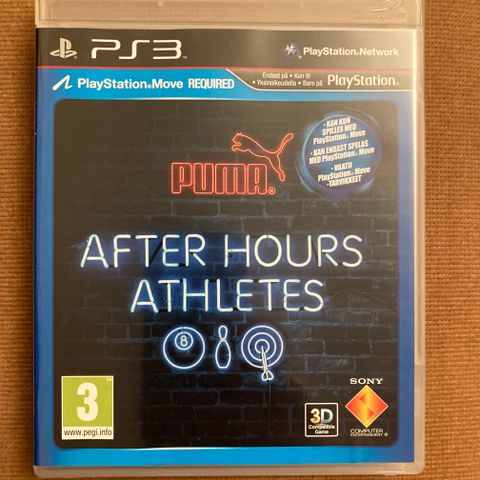 PS3
PlayStation®Network
PlayStation®Move REQUIRED
Endast på • Kun til
• Yksinoikeudella • Bare på
PlayStation®
• KAN KUN
SPILLES MED
PlayStation® Move
• KAN ENDAST SPELAS
MED PlayStation® Move
• VAATII
PlayStation® Move
-TARVIKKEET
PUMA®
AFTER HOURS
ATHLETES
8
3
www.pegi.info
3D
3D Compatible
Game
SONY
COMPUTER
ENTERTAINMENT®